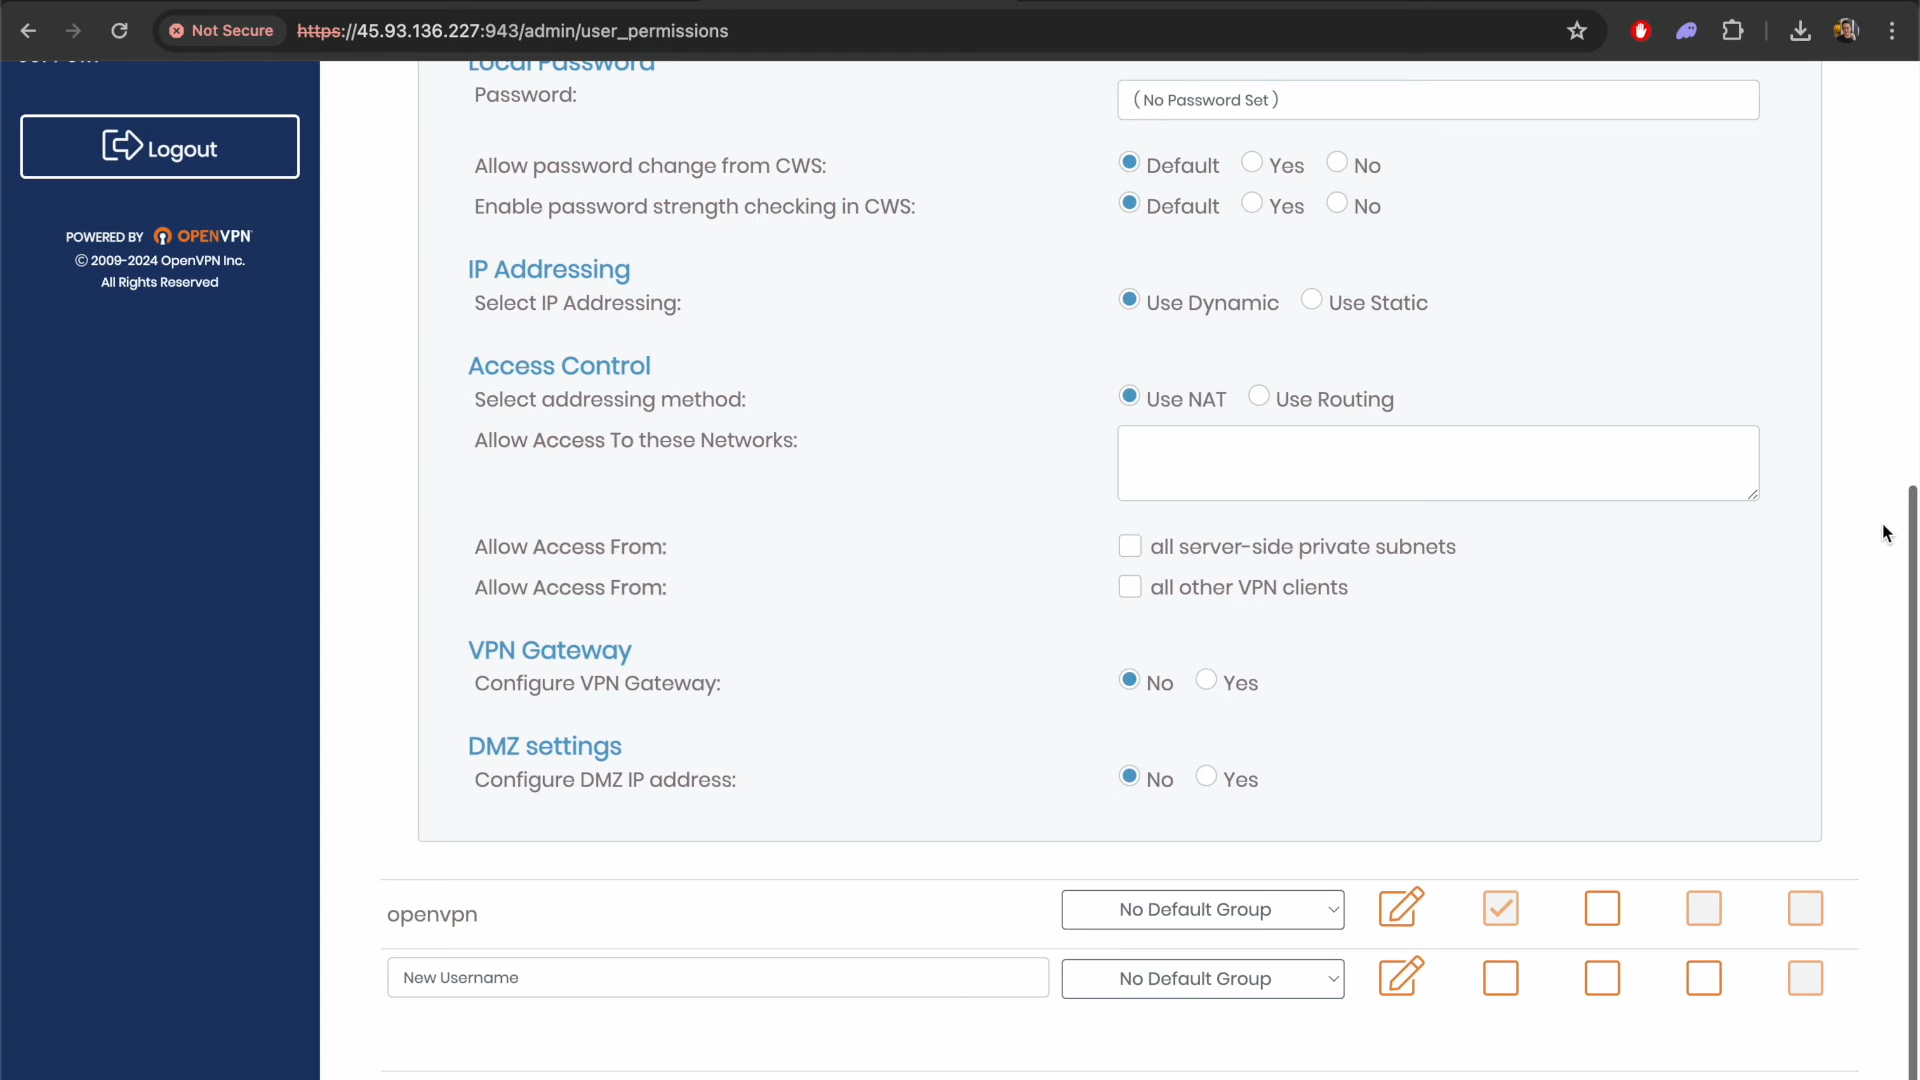 Not Secure https://45.93.136.227:943/admin/user_permissions
Logout
POWERED BY OPENVPN
© 2009-2024 OpenVPN Inc.
All Rights Reserved
Local Password
Password: ( No Password Set )
Allow password change from CWS: Default Yes No
Enable password strength checking in CWS: Default Yes No
IP Addressing
Select IP Addressing: Use Dynamic Use Static
Access Control
Select addressing method: Use NAT Use Routing
Allow Access To these Networks:
Allow Access From: all server-side private subnets
Allow Access From: all other VPN clients
VPN Gateway
Configure VPN Gateway: No Yes
DMZ settings
Configure DMZ IP address: No Yes
openvpn No Default Group
New Username No Default Group